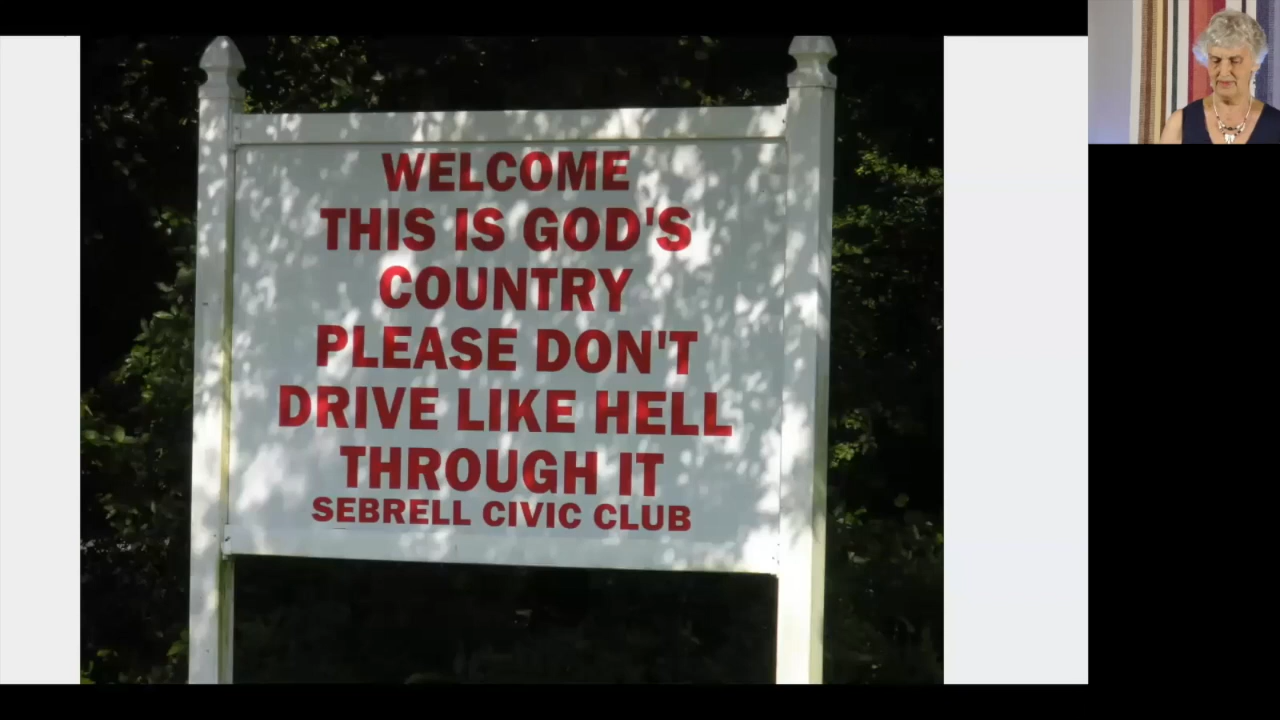 WELCOME
THIS IS GOD'S
COUNTRY
PLEASE DON'T
DRIVE LIKE HELL
THROUGH IT
SEBRELL CIVIC CLUB